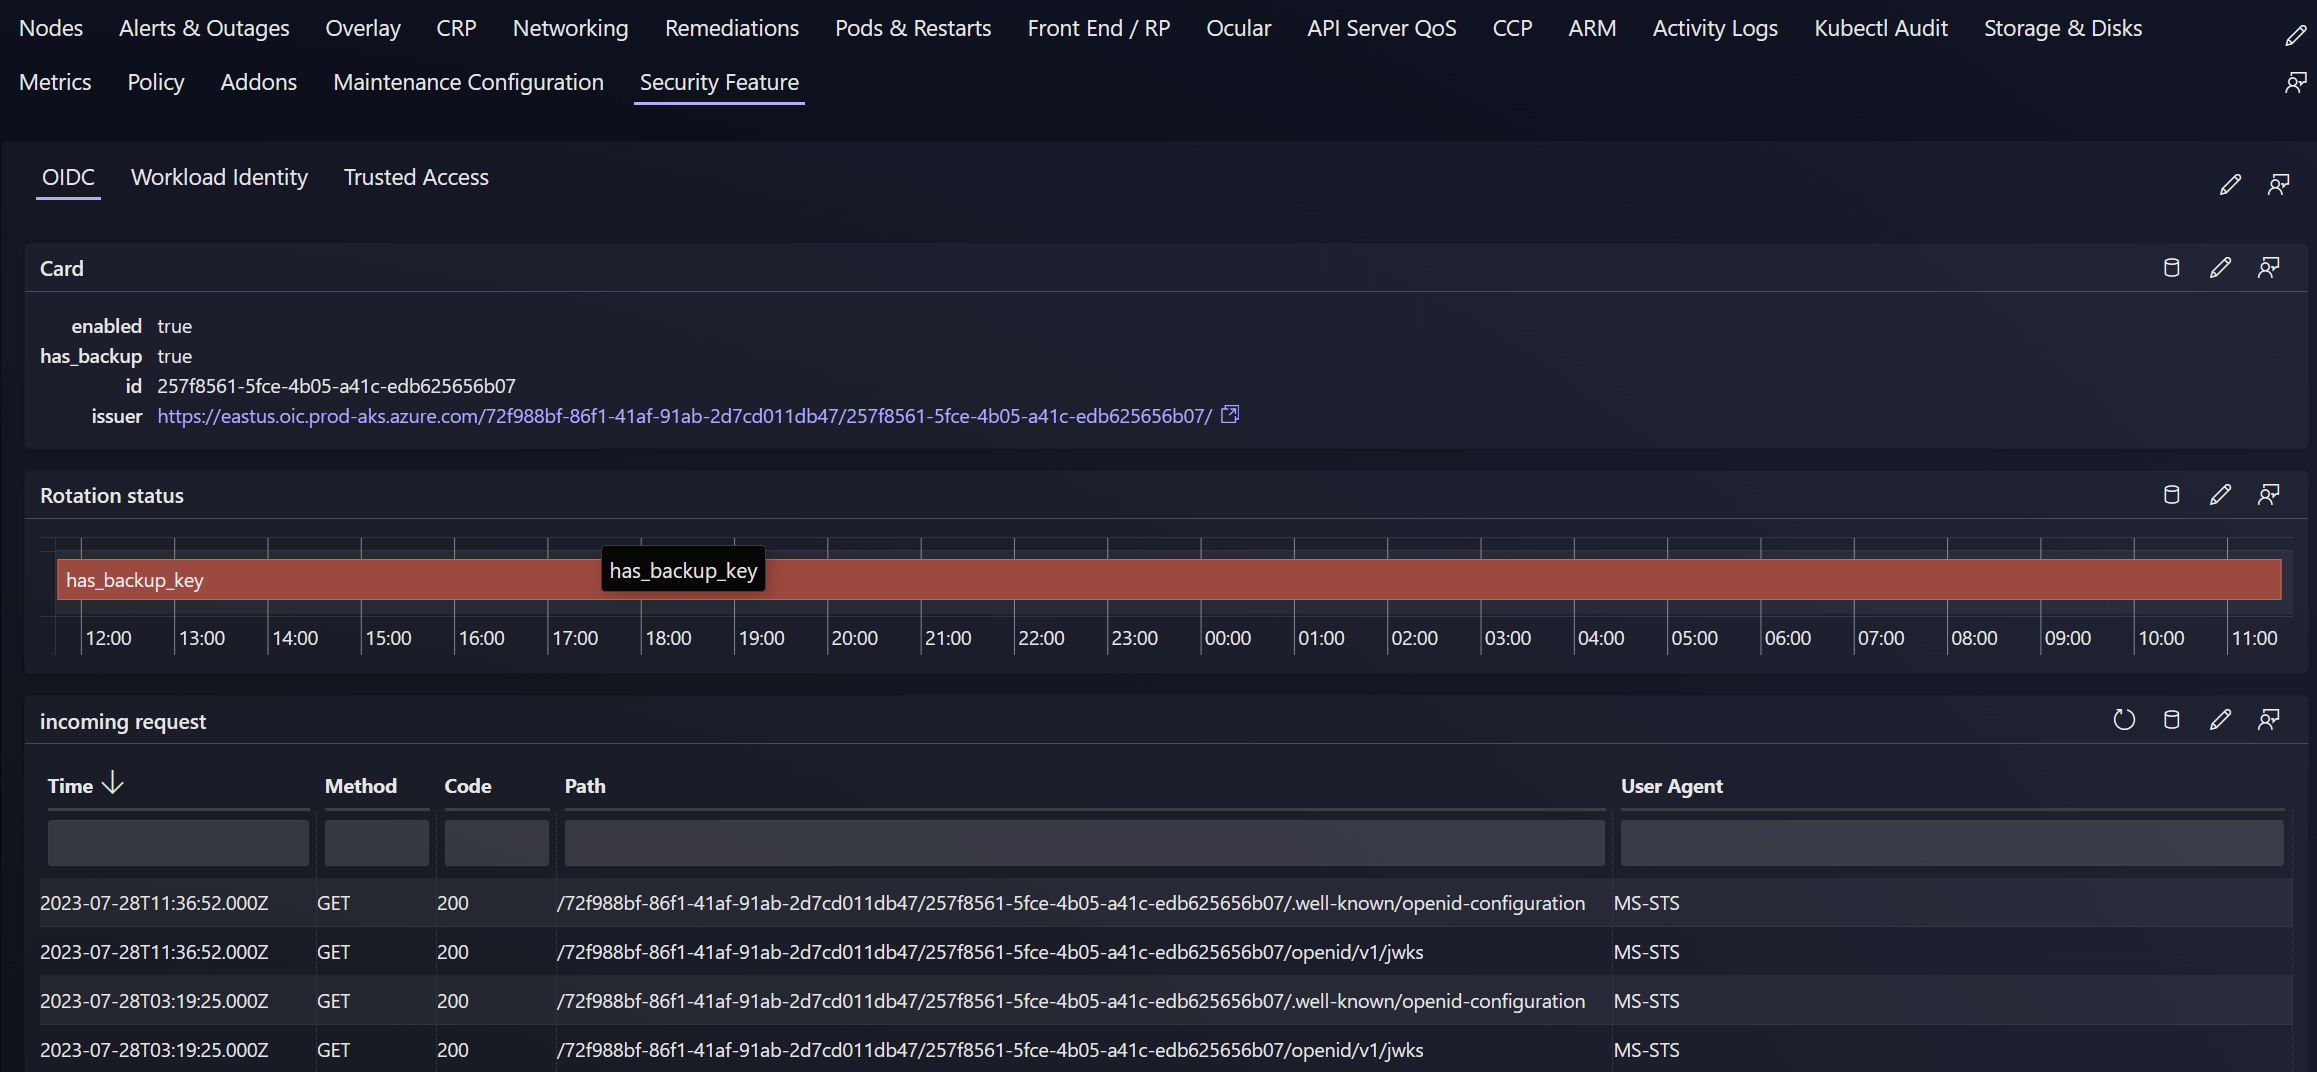 Nodes Alerts & Outages Overlay CRP Networking Remediations Pods & Restarts Front End / RP Ocular API Server QoS CCP ARM Activity Logs Kubectl Audit Storage & Disks
Metrics Policy Addons Maintenance Configuration Security Feature
OIDC Workload Identity Trusted Access
Card
enabled true
has_backup true
id 257f8561-5fce-4b05-a41c-edb625656b07
issuer https://eastus.oic.prod-aks.azure.com/72f988bf-86f1-41af-91ab-2d7cd011db47/257f8561-5fce-4b05-a41c-edb625656b07/
Rotation status
has_backup_key has_backup_key
12:00 13:00 14:00 15:00 16:00 17:00 18:00 19:00 20:00 21:00 22:00 23:00 00:00 01:00 02:00 03:00 04:00 05:00 06:00 07:00 08:00 09:00 10:00 11:00
incoming request
Time Method Code Path User Agent
2023-07-28T11:36:52.000Z GET 200 /72f988bf-86f1-41af-91ab-2d7cd011db47/257f8561-5fce-4b05-a41c-edb625656b07/.well-known/openid-configuration MS-STS
2023-07-28T11:36:52.000Z GET 200 /72f988bf-86f1-41af-91ab-2d7cd011db47/257f8561-5fce-4b05-a41c-edb625656b07/openid/v1/jwks MS-STS
2023-07-28T03:19:25.000Z GET 200 /72f988bf-86f1-41af-91ab-2d7cd011db47/257f8561-5fce-4b05-a41c-edb625656b07/.well-known/openid-configuration MS-STS
2023-07-28T03:19:25.000Z GET 200 /72f988bf-86f1-41af-91ab-2d7cd011db47/257f8561-5fce-4b05-a41c-edb625656b07/openid/v1/jwks MS-STS